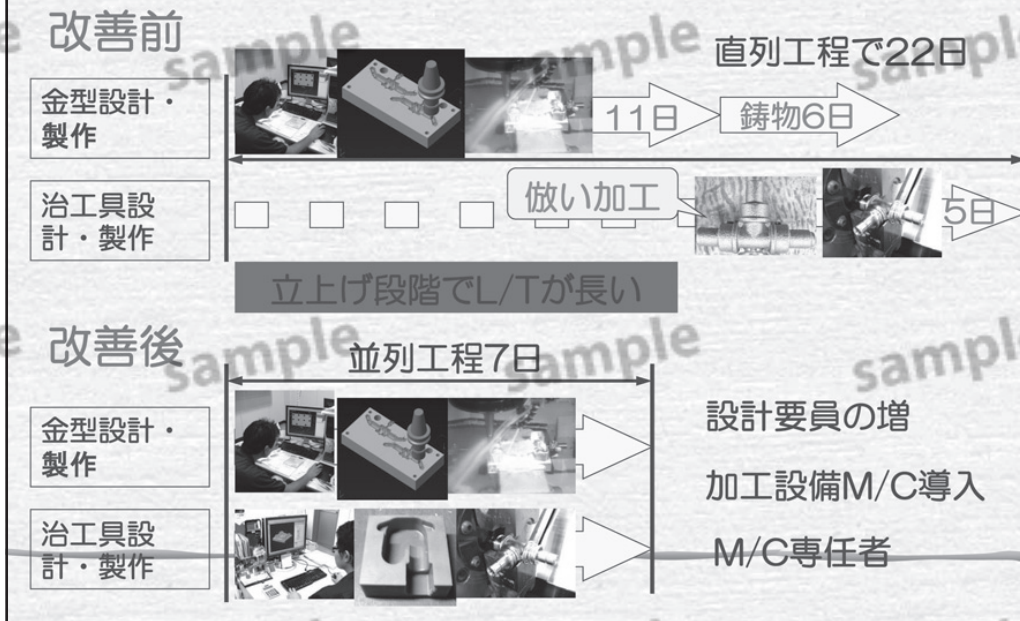 改善前
直列工程で22日
金型設計・
製作
11日
鋳物6日
治工具設
計・製作
倣い加工
5日
立上げ段階でL/Tが長い
改善後
並列工程7日
金型設計・
製作
設計要員の増
加工設備M/C導入
治工具設
計・製作
M/C専任者
sample
sample
sample
sample
sample
sample